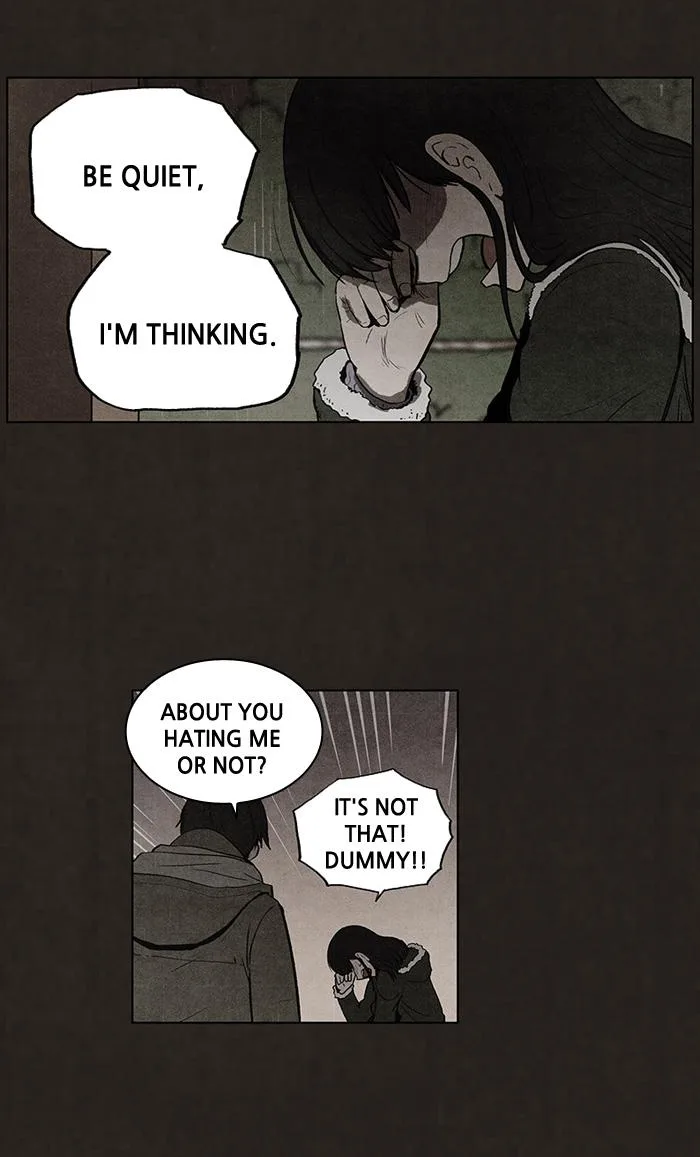 BE QUIET,
I'M THINKING.
ABOUT YOU
HATING ME
OR NOT?
IT'S NOT
THAT!
DUMMY!!